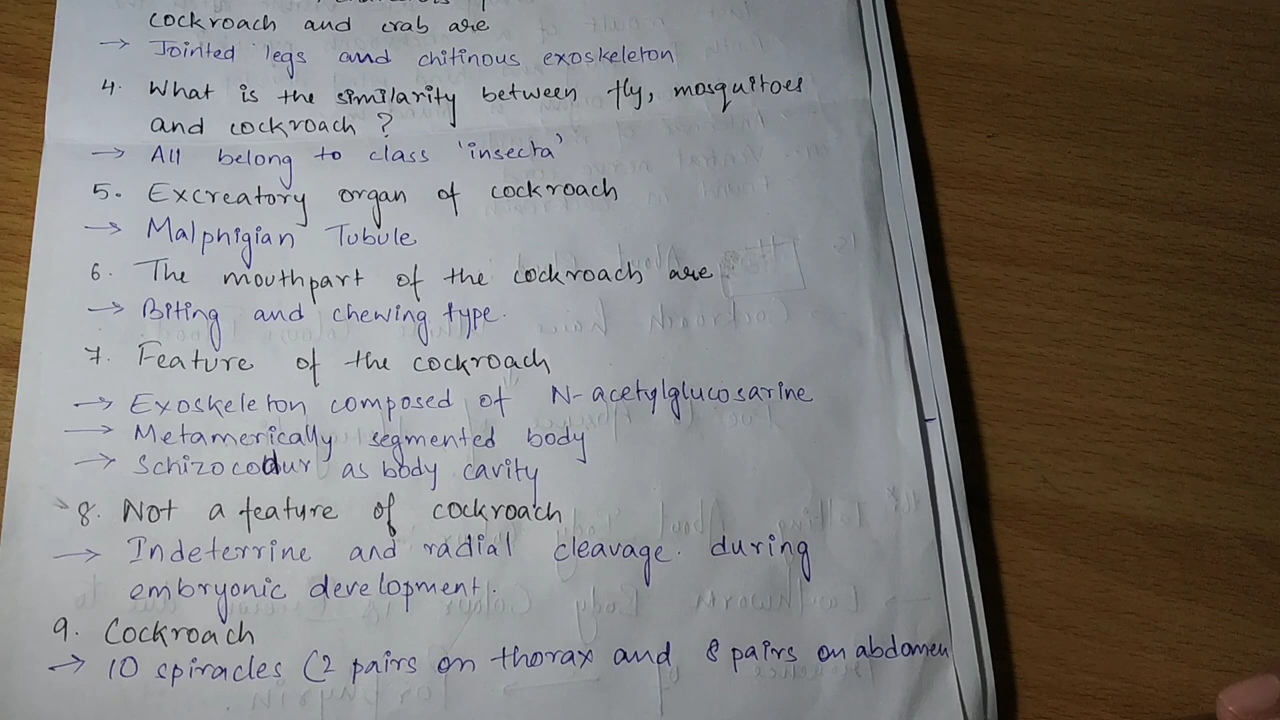 cockroach and crab are
→ Jointed legs and chitinous exoskeleton
4. What is the similarity between fly, mosquitoes
and cockroach ?
→ All belong to class 'insecta'
5. Excreatory organ of cockroach
→ Malphigian Tubule
6. The mouthpart of the cockroach are
→ Biting and chewing type.
7. Feature of the cockroach
→ Exoskeleton composed of N-acetylglucosarine
→ Metamerically segmented body
→ Schizocodur as body cavity
8. Not a feature of cockroach
→ Indeterrine and radial cleavage. during
embryonic development.
9. Cockroach
→ 10 spiracles (2 pairs on thorax and 8 pairs on abdomen